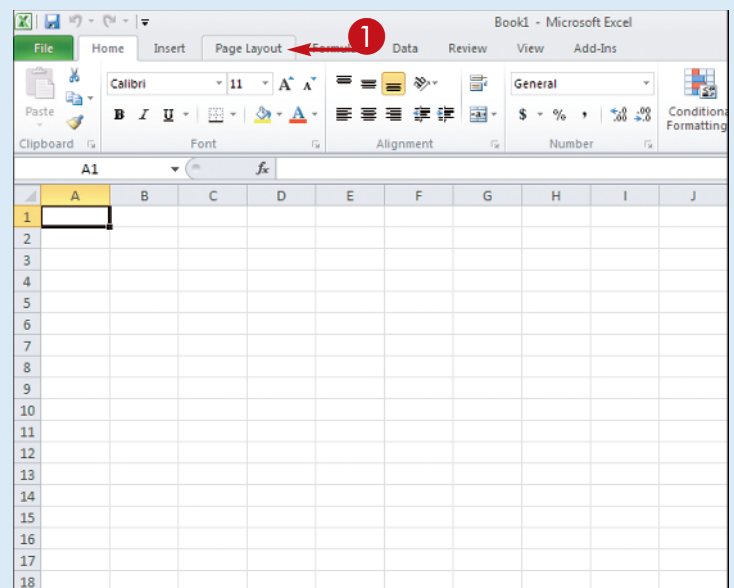 Book1 - Microsoft Excel
File Home Insert Page Layout 1 Data Review View Add-Ins
Calibri 11 A A General
Paste B I U A $ % , .00 Conditiona
Formatting
Clipboard Font Alignment Number
A1 fx
A B C D E F G H I J
1
2
3
4
5
6
7
8
9
10
11
12
13
14
15
16
17
18